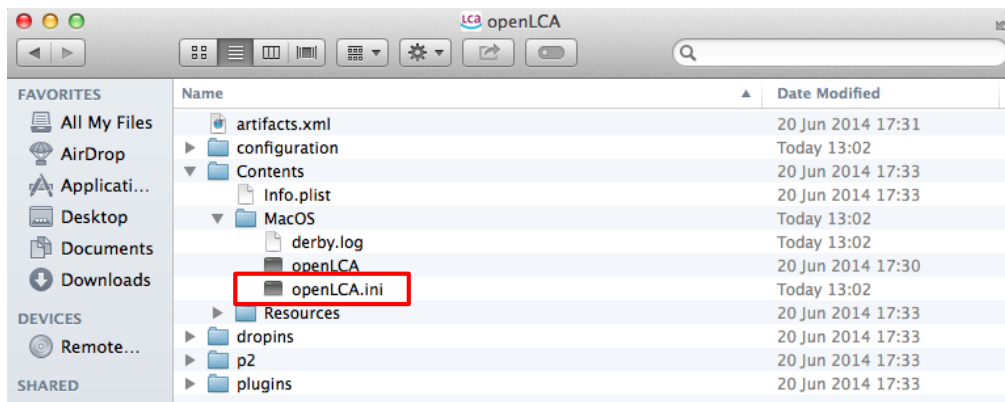 LCA openLCA
FAVORITES
All My Files
AirDrop
Applicati...
Desktop
Documents
Downloads
DEVICES
Remote...
SHARED
Name Date Modified
artifacts.xml 20 Jun 2014 17:31
configuration Today 13:02
Contents 20 Jun 2014 17:33
Info.plist 20 Jun 2014 17:33
MacOS Today 13:02
derby.log Today 13:02
openLCA 20 Jun 2014 17:30
openLCA.ini Today 13:02
Resources 20 Jun 2014 17:33
dropins 20 Jun 2014 17:33
p2 20 Jun 2014 17:33
plugins 20 Jun 2014 17:33